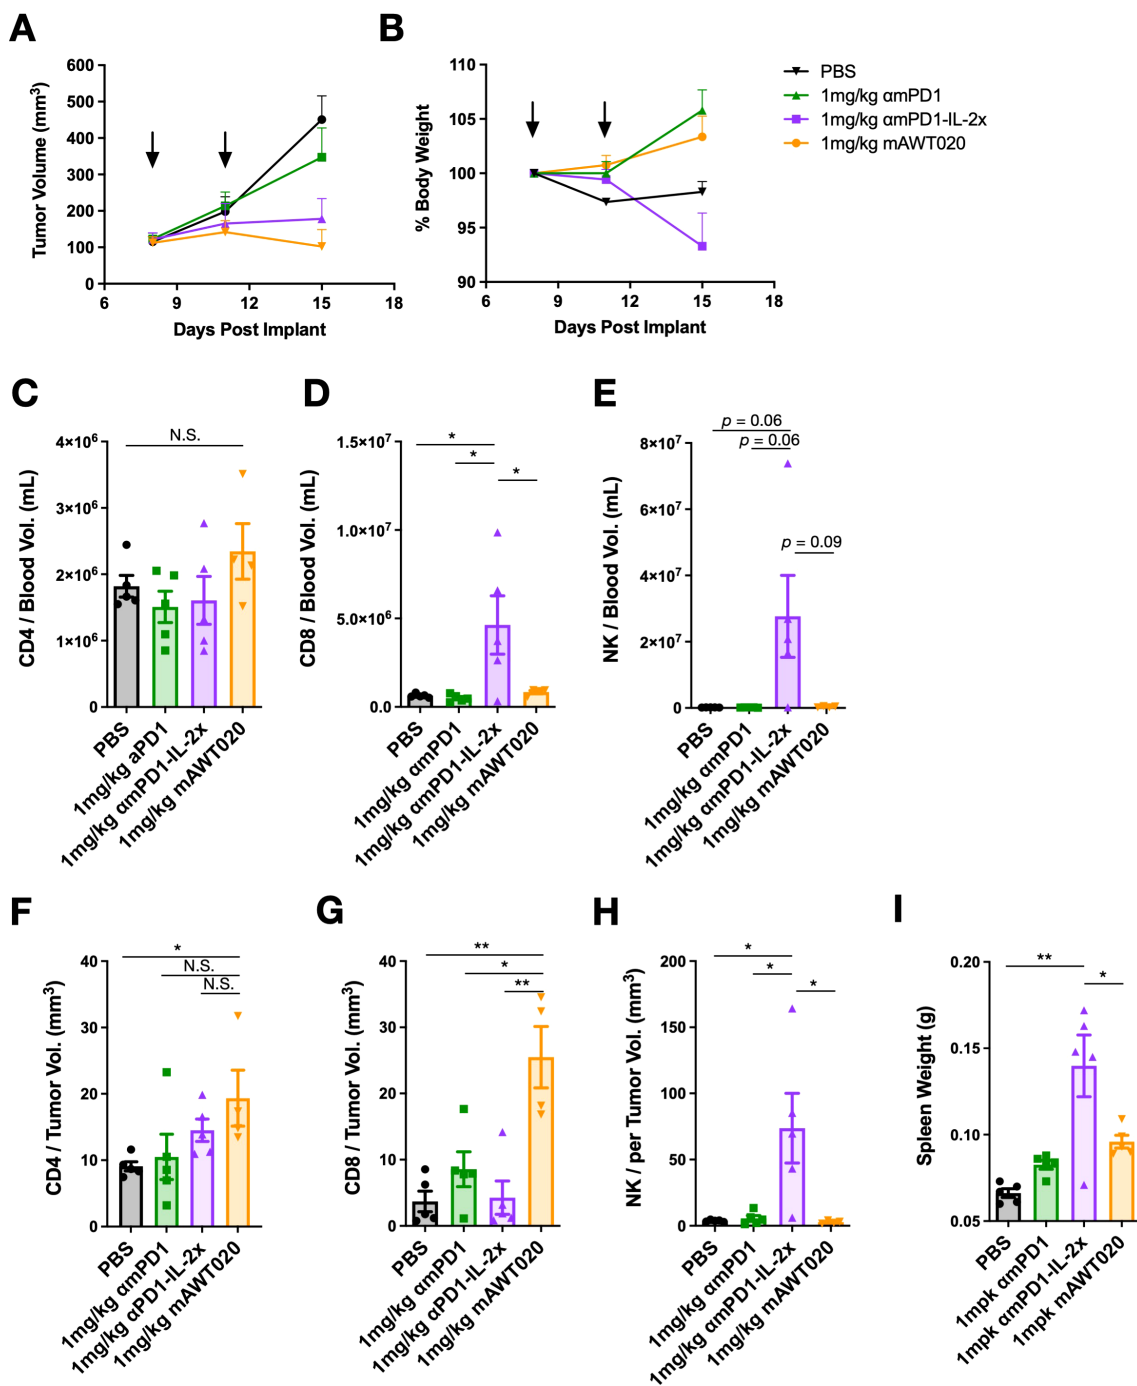 A
B
600
500
400
300
200
100
0
Tumor Volume (mm³)
6
9
12
15
18
Days Post Implant
110
105
100
95
90
% Body Weight
6
9
12
15
18
Days Post Implant
PBS
1mg/kg αmPD1
1mg/kg αmPD1-IL-2x
1mg/kg mAWT020
C
N.S.
4×10⁶
3×10⁶
2×10⁶
1×10⁶
0
CD4 / Blood Vol. (mL)
PBS
1mg/kg aPD1
1mg/kg αmPD1-IL-2x
1mg/kg mAWT020
D
*
*
*
1.5×10⁷
1.0×10⁷
5.0×10⁶
0.0
CD8 / Blood Vol. (mL)
PBS
1mg/kg αmPD1
1mg/kg αmPD1-IL-2x
1mg/kg mAWT020
E
p = 0.06
p = 0.06
p = 0.09
8×10⁷
6×10⁷
4×10⁷
2×10⁷
0
NK / Blood Vol. (mL)
PBS
1mg/kg αmPD1
1mg/kg αmPD1-IL-2x
1mg/kg mAWT020
F
*
N.S.
N.S.
40
30
20
10
0
CD4 / Tumor Vol. (mm³)
PBS
1mg/kg αmPD1
1mg/kg αPD1-IL-2x
1mg/kg mAWT020
G
**
*
**
40
30
20
10
0
CD8 / Tumor Vol. (mm³)
PBS
1mg/kg αmPD1
1mg/kg αPD1-IL-2x
1mg/kg mAWT020
H
*
*
*
200
150
100
50
0
NK / per Tumor Vol. (mm³)
PBS
1mg/kg αmPD1
1mg/kg αmPD1-IL-2x
1mg/kg mAWT020
I
**
*
0.20
0.15
0.10
0.05
Spleen Weight (g)
PBS
1mpk αmPD1
1mpk αmPD1-IL-2x
1mpk mAWT020